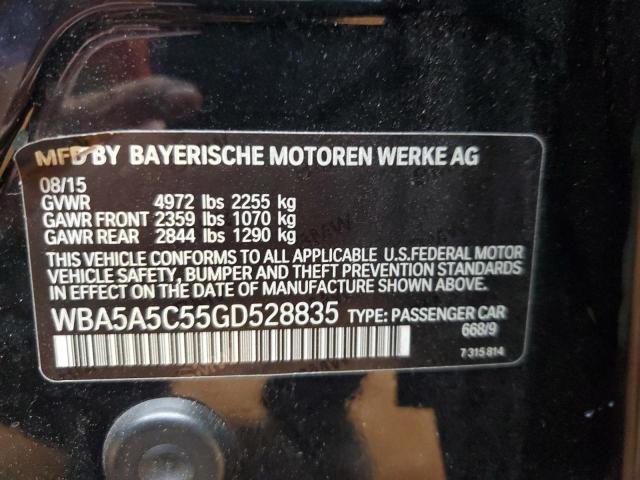 MFD BY BAYERISCHE MOTOREN WERKE AG
08/15
GVWR 4972 lbs 2255 kg
GAWR FRONT 2359 lbs 1070 kg
GAWR REAR 2844 lbs 1290 kg
THIS VEHICLE CONFORMS TO ALL APPLICABLE U.S.FEDERAL MOTOR
VEHICLE SAFETY, BUMPER AND THEFT PREVENTION STANDARDS
IN EFFECT ON THE DATE OF MANUFACTURE SHOWN ABOVE.
WBA5A5C55GD528835 TYPE: PASSENGER CAR
668/9
7 315 814